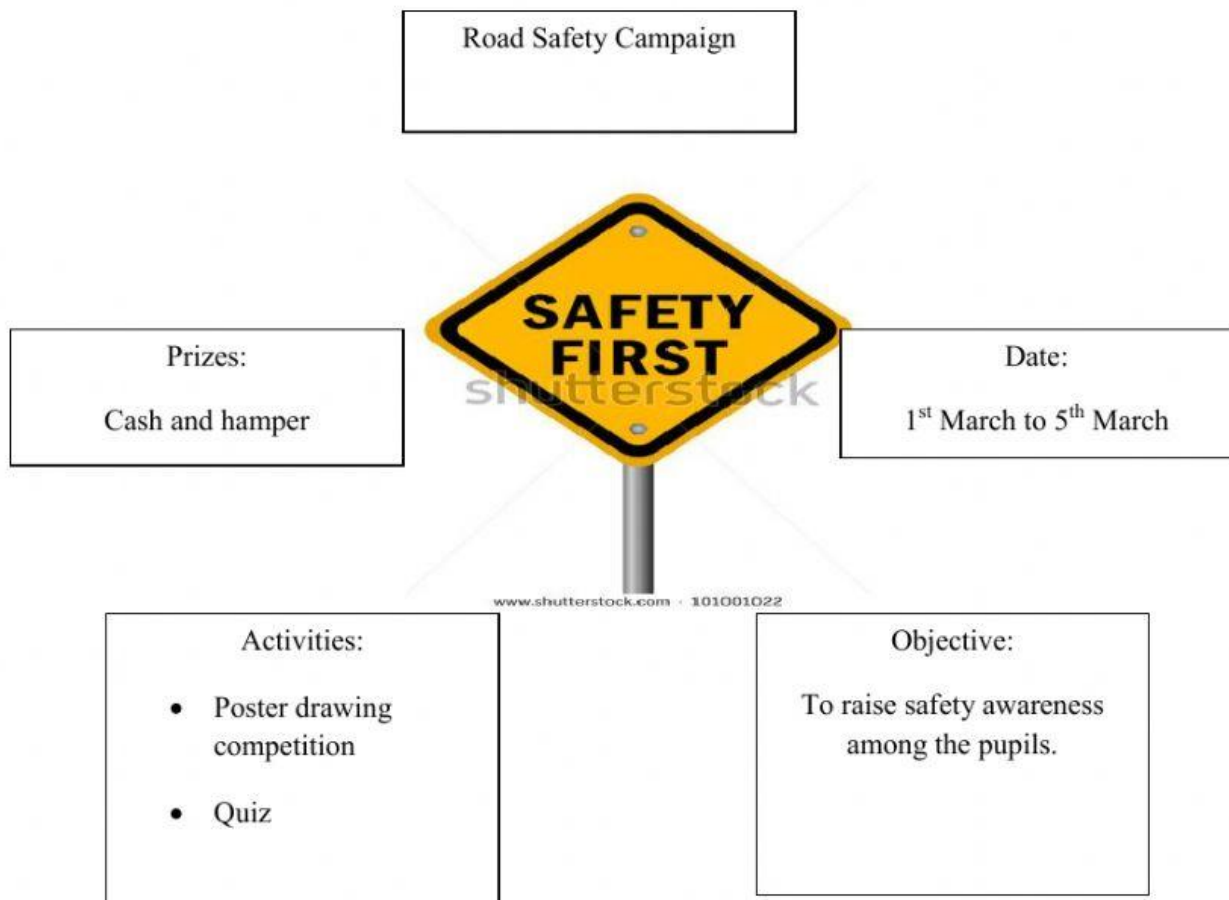 Road Safety Campaign
SAFETY
FIRST
shutterstock
Prizes:
Cash and hamper
Date:
1st March to 5th March
www.shutterstock.com · 101001022
Activities:
• Poster drawing
competition
• Quiz
Objective:
To raise safety awareness
among the pupils.